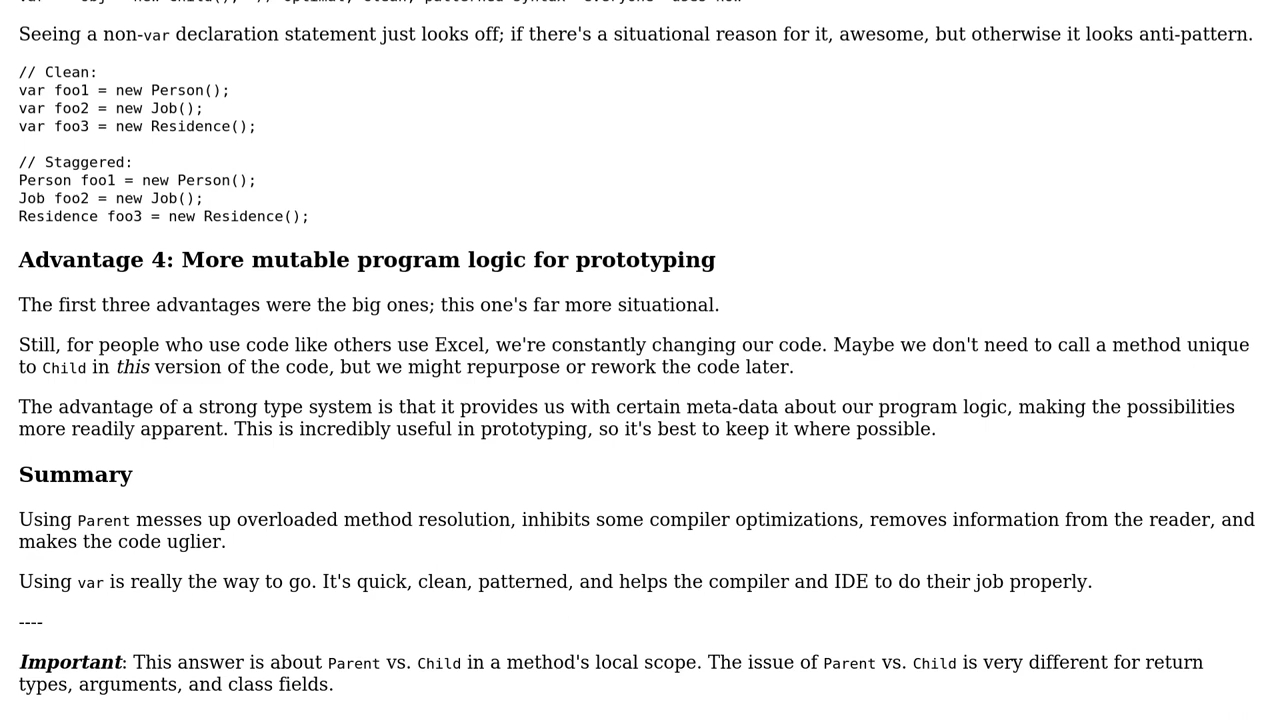 Seeing a non-var declaration statement just looks off; if there's a situational reason for it, awesome, but otherwise it looks anti-pattern.
// Clean:
var foo1 = new Person();
var foo2 = new Job();
var foo3 = new Residence();
// Staggered:
Person foo1 = new Person();
Job foo2 = new Job();
Residence foo3 = new Residence();
Advantage 4: More mutable program logic for prototyping
The first three advantages were the big ones; this one's far more situational.
Still, for people who use code like others use Excel, we're constantly changing our code. Maybe we don't need to call a method unique
to Child in this version of the code, but we might repurpose or rework the code later.
The advantage of a strong type system is that it provides us with certain meta-data about our program logic, making the possibilities
more readily apparent. This is incredibly useful in prototyping, so it's best to keep it where possible.
Summary
Using Parent messes up overloaded method resolution, inhibits some compiler optimizations, removes information from the reader, and
makes the code uglier.
Using var is really the way to go. It's quick, clean, patterned, and helps the compiler and IDE to do their job properly.
----
Important: This answer is about Parent vs. Child in a method's local scope. The issue of Parent vs. Child is very different for return
types, arguments, and class fields.